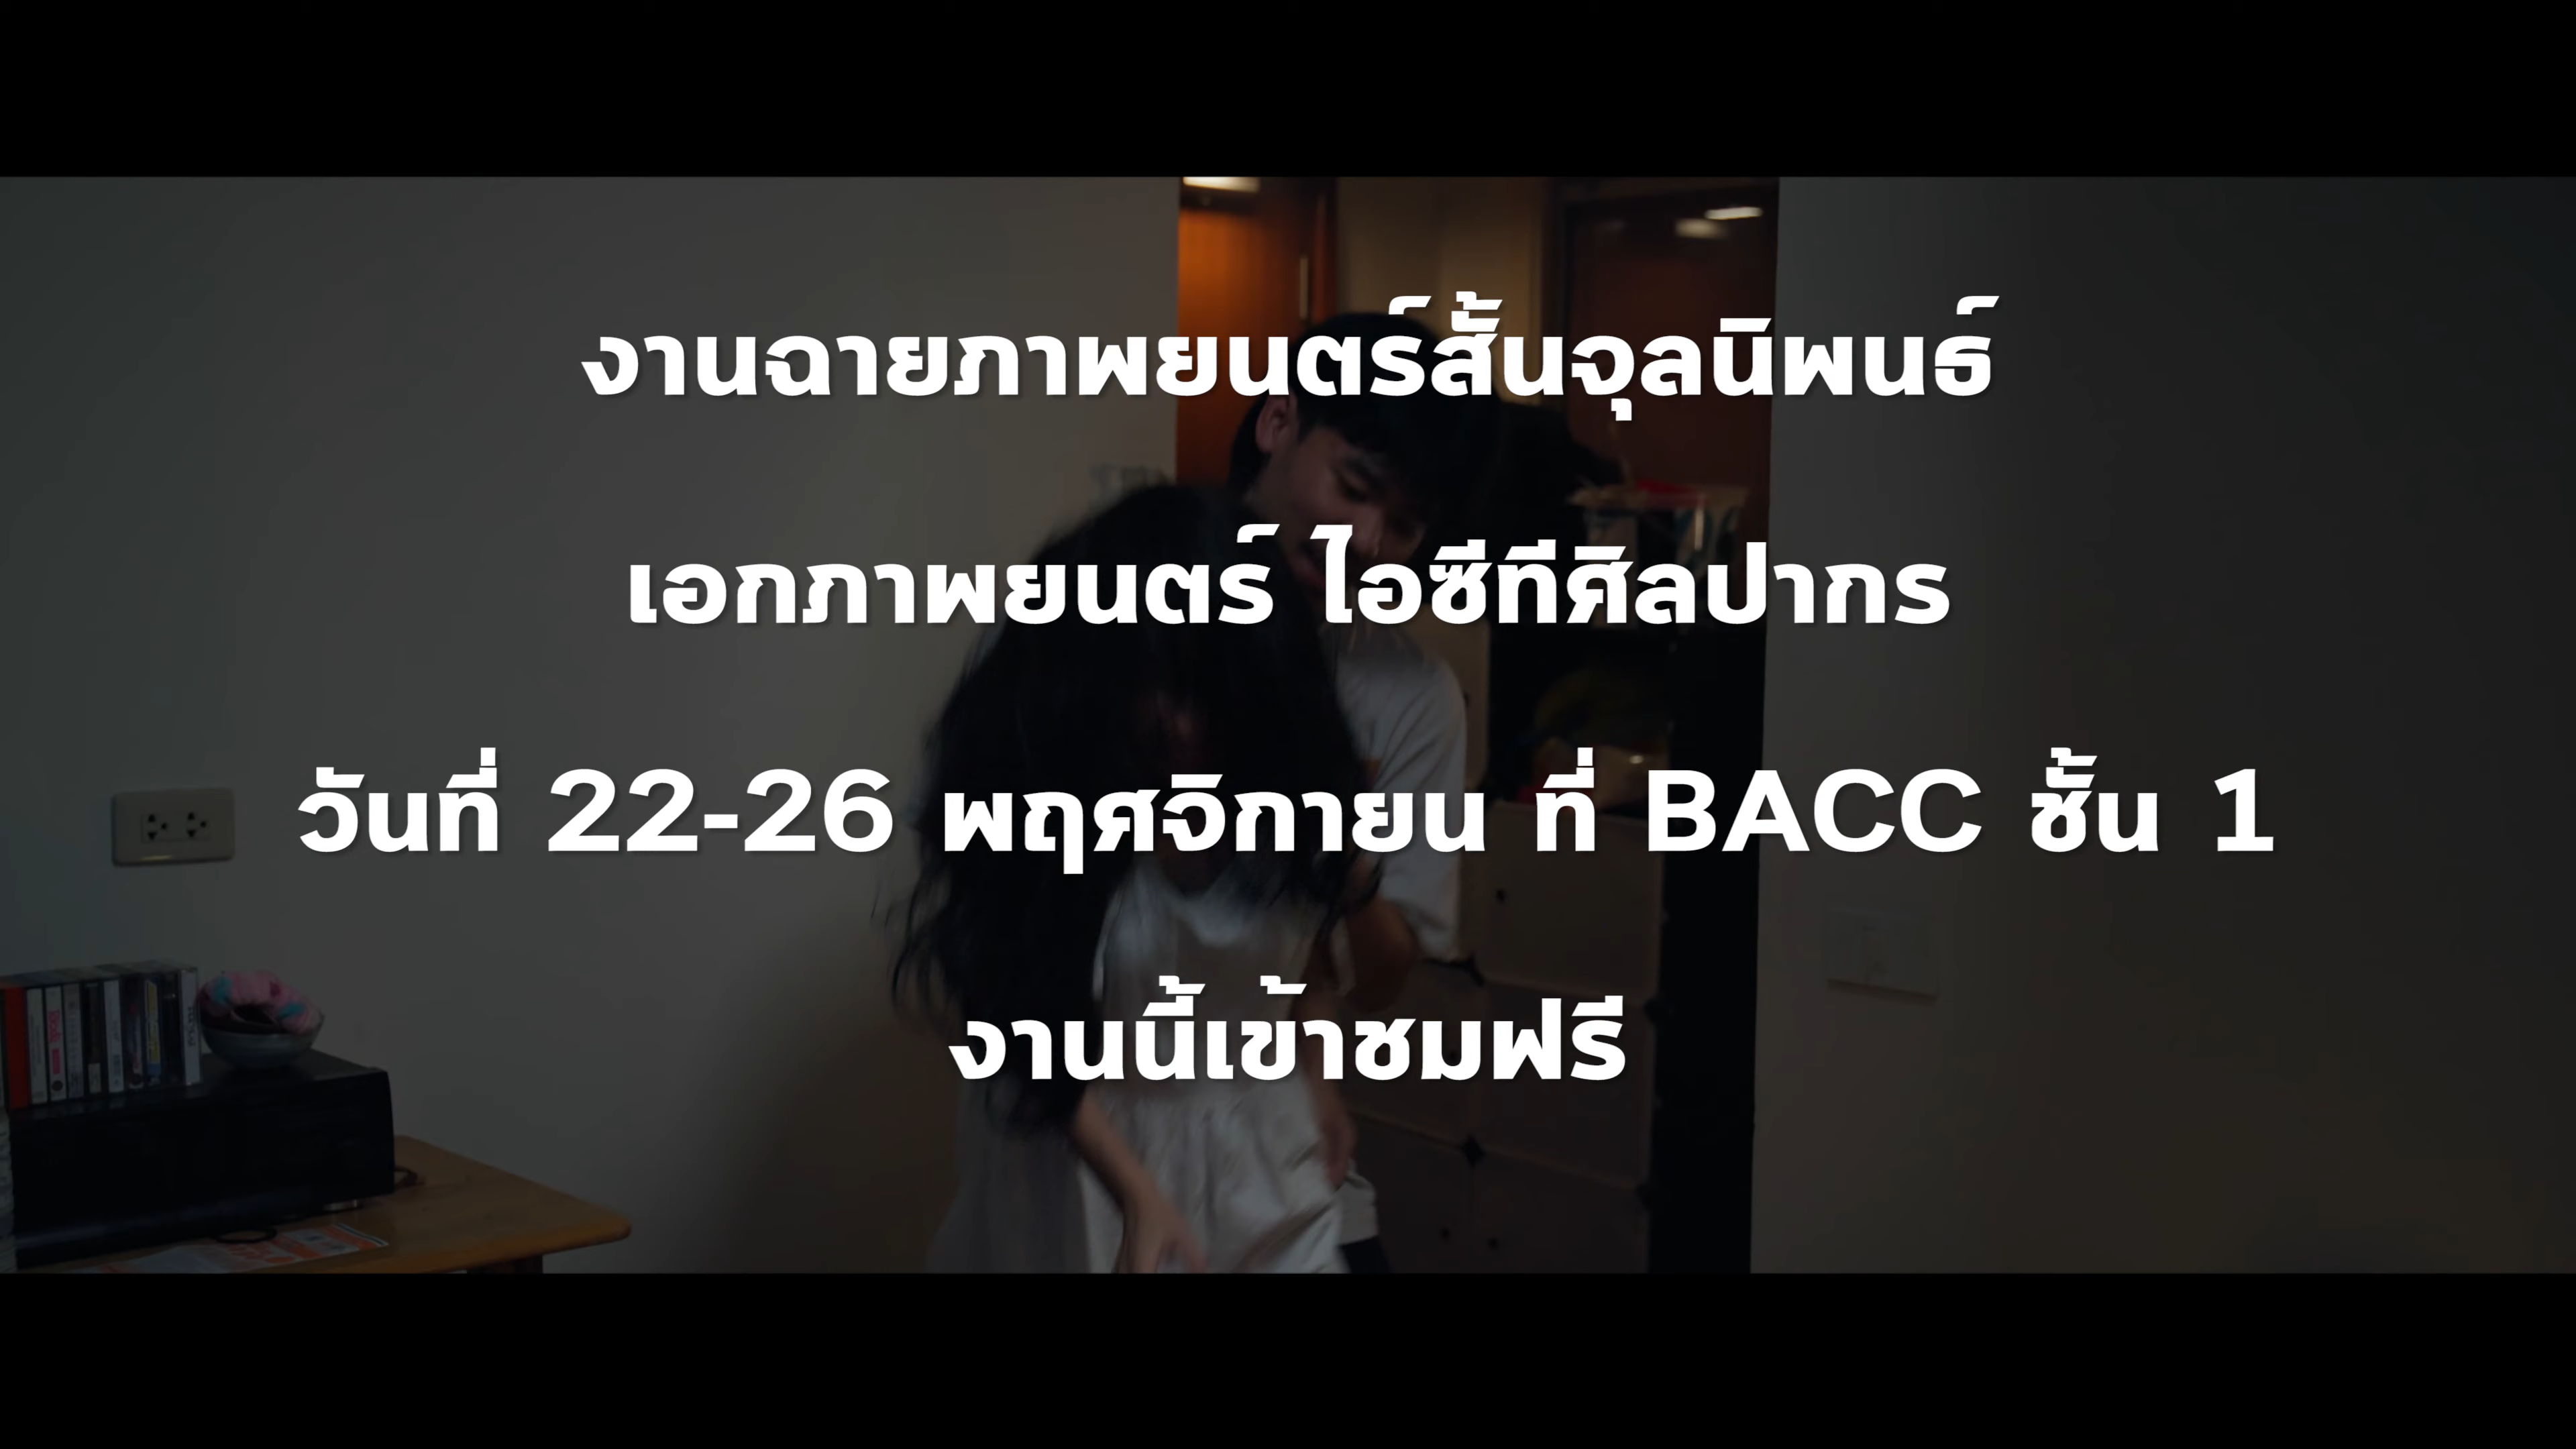 งานฉายภาพยนตร์สั้นจุลนิพนธ์
เอกภาพยนตร์ ไอซีทีศิลปากร
วันที่ 22-26 พฤศจิกายน ที่ BACC ชั้น 1
งานนี้เข้าชมฟรี